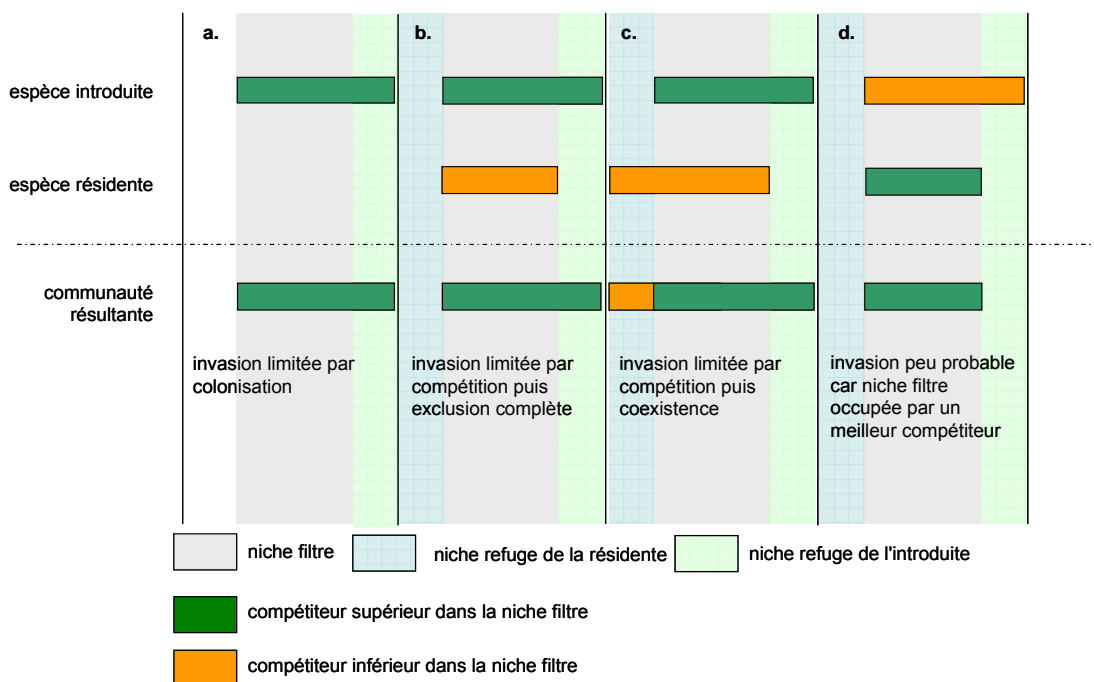 a.
b.
c.
d.
espèce introduite
espèce résidente
communauté
résultante
invasion limitée par
colonisation
invasion limitée par
compétition puis
exclusion complète
invasion limitée par
compétition puis
coexistence
invasion peu probable
car niche filtre
occupée par un
meilleur compétiteur
niche filtre
niche refuge de la résidente
niche refuge de l'introduite
compétiteur supérieur dans la niche filtre
compétiteur inférieur dans la niche filtre